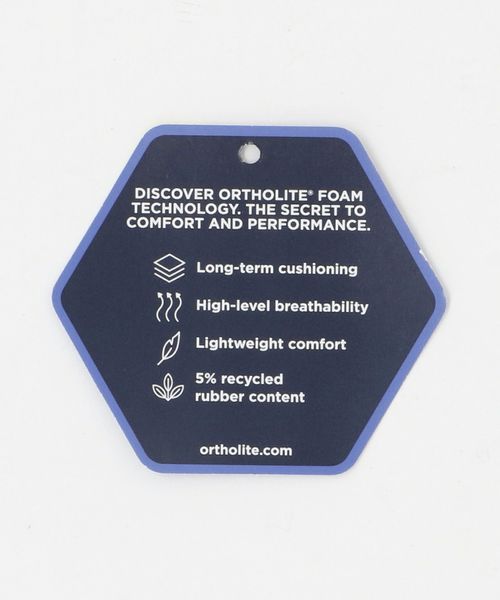 DISCOVER ORTHOLITE® FOAM
TECHNOLOGY. THE SECRET TO
COMFORT AND PERFORMANCE.
Long-term cushioning
High-level breathability
Lightweight comfort
5% recycled
rubber content
ortholite.com